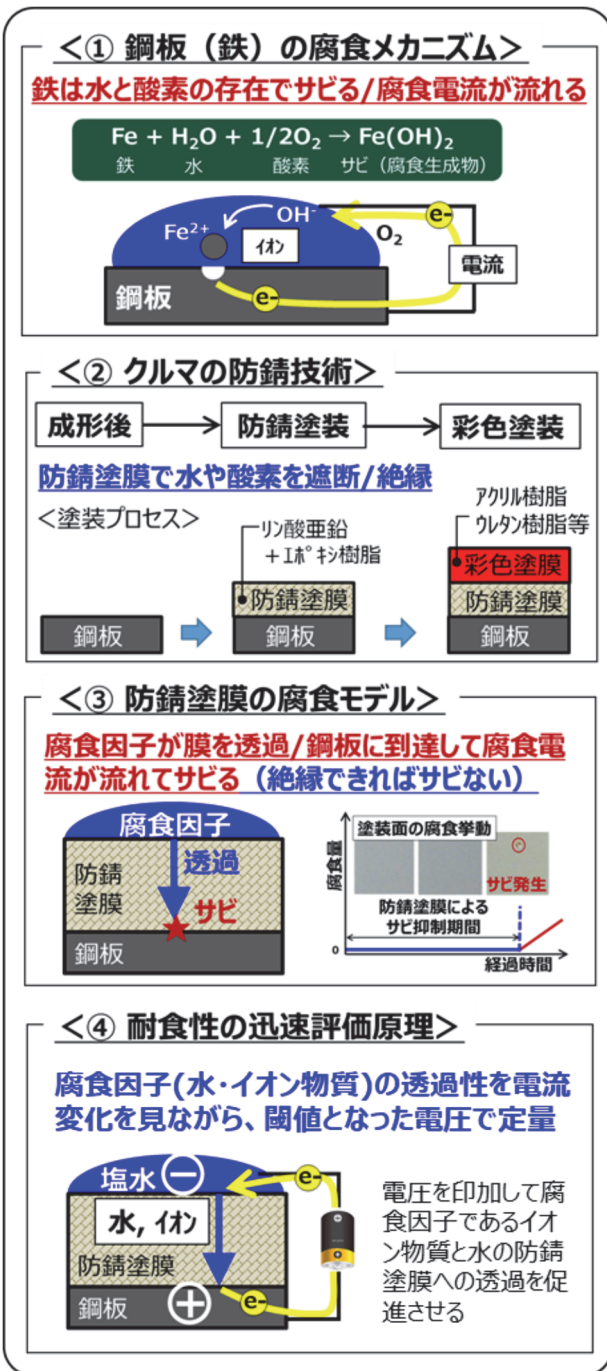 ＜① 鋼板（鉄）の腐食メカニズム＞
鉄は水と酸素の存在でサビる/腐食電流が流れる
Fe + H₂O + 1/2O₂ → Fe(OH)₂
鉄 水 酸素 サビ（腐食生成物）
OH⁻
e-
Fe²⁺
イオン
O₂
電流
鋼板
e-
＜② クルマの防錆技術＞
成形後
防錆塗装
彩色塗装
防錆塗膜で水や酸素を遮断/絶縁
＜塗装プロセス＞
リン酸亜鉛
＋エポキシ樹脂
アクリル樹脂
ウレタン樹脂等
彩色塗膜
防錆塗膜
防錆塗膜
鋼板
鋼板
鋼板
＜③ 防錆塗膜の腐食モデル＞
腐食因子が膜を透過/鋼板に到達して腐食電
流が流れてサビる（絶縁できればサビない）
腐食因子
透過
防錆
塗膜
サビ
鋼板
腐食量
塗装面の腐食挙動
サビ発生
防錆塗膜による
サビ抑制期間
0
経過時間
＜④ 耐食性の迅速評価原理＞
腐食因子(水・イオン物質)の透過性を電流
変化を見ながら、閾値となった電圧で定量
塩水
−
e-
水, イオン
防錆塗膜
鋼板
+
e-
電圧を印加して腐
食因子であるイオ
ン物質と水の防錆
塗膜への透過を促
進させる